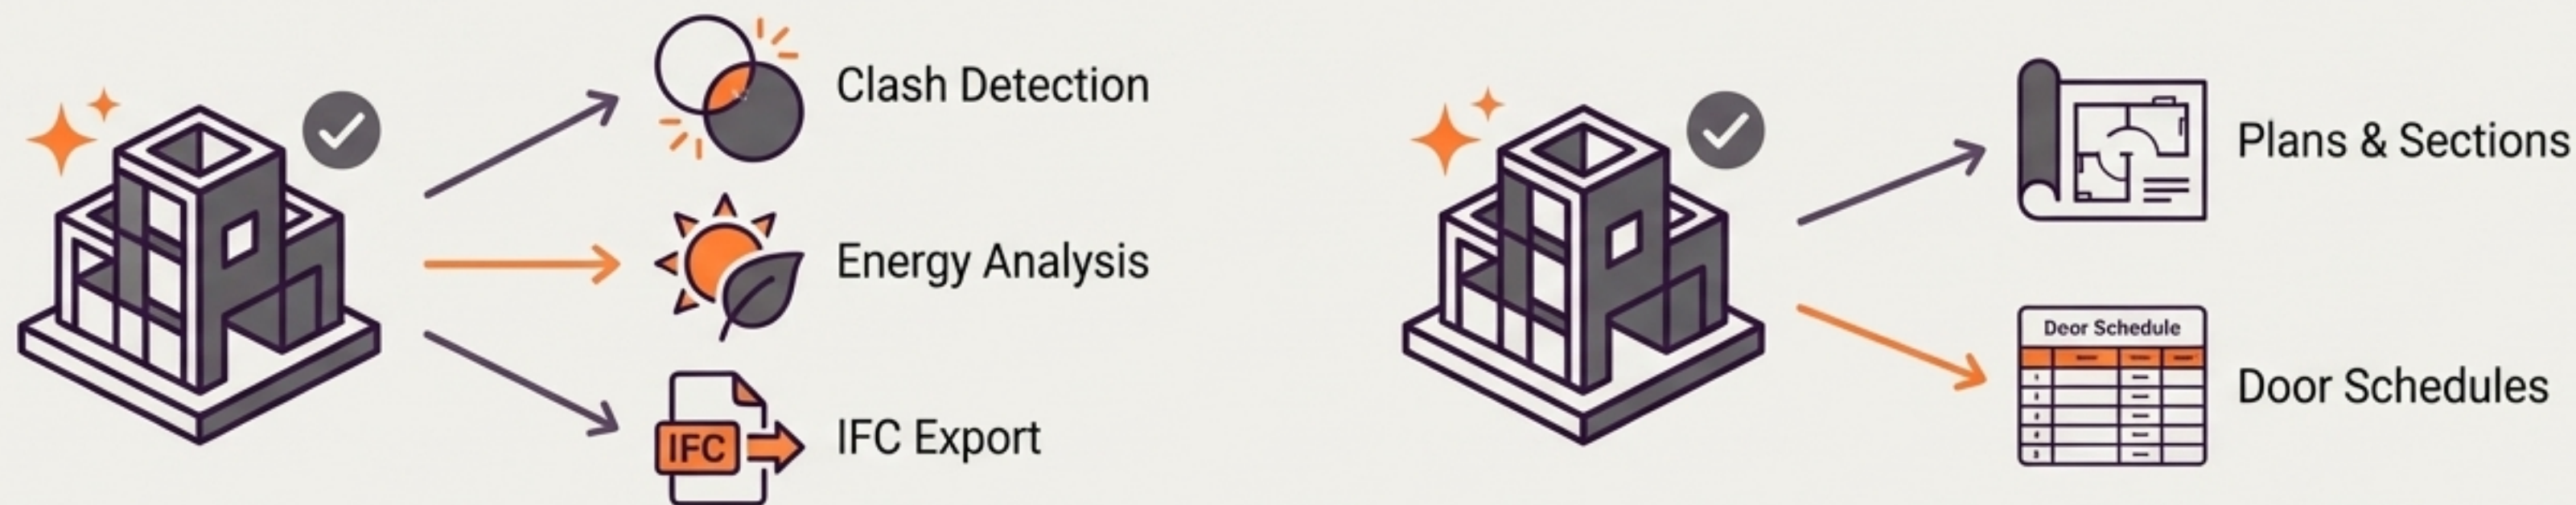 Clash Detection
Energy Analysis
IFC
IFC Export
Plans & Sections
Deor Schedule
Door Schedules